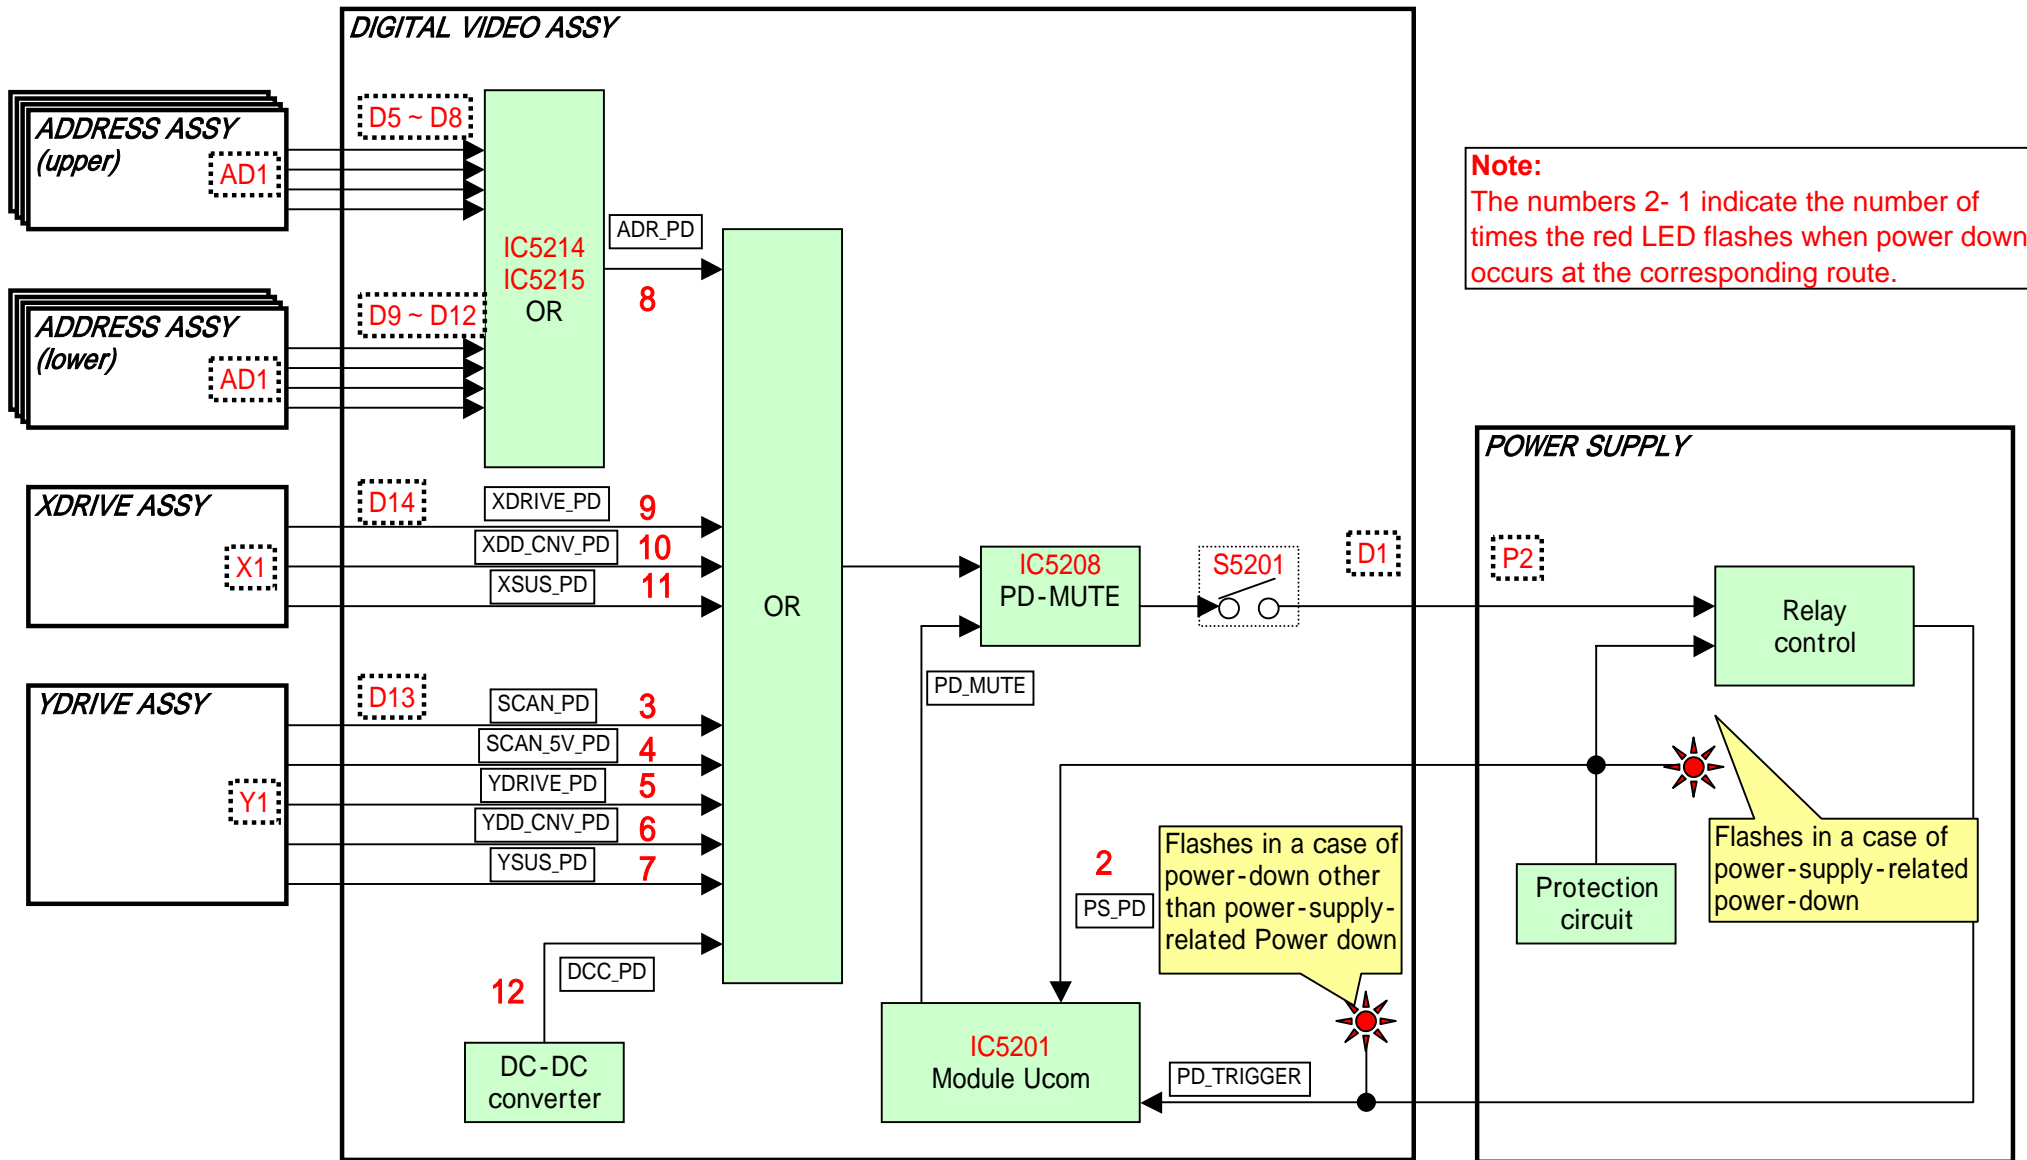 DIGITAL VIDEO ASSY
ADDRESS ASSY
(upper)
AD1
D5 ~ D8
IC5214
IC5215
OR
ADR_PD
8
ADDRESS ASSY
(lower)
AD1
D9 ~ D12
XDRIVE ASSY
X1
D14
XDRIVE_PD
9
XDD_CNV_PD
10
XSUS_PD
11
YDRIVE ASSY
Y1
D13
SCAN_PD
3
SCAN_5V_PD
4
YDRIVE_PD
5
YDD_CNV_PD
6
YSUS_PD
7
OR
12
DCC_PD
DC-DC
converter
IC5208
PD-MUTE
S5201
D1
PD_MUTE
2
PS_PD
Flashes in a case of
power-down other
than power-supply-
related Power down
IC5201
Module Ucom
PD_TRIGGER
Note:
The numbers 2- 1 indicate the number of
times the red LED flashes when power down
occurs at the corresponding route.
POWER SUPPLY
P2
Relay
control
Flashes in a case of
power-supply-related
power-down
Protection
circuit